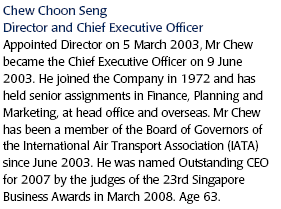 Chew Choon Seng
Director and Chief Executive Officer
Appointed Director on 5 March 2003, Mr Chew
became the Chief Executive Officer on 9 June
2003. He joined the Company in 1972 and has
held senior assignments in Finance, Planning and
Marketing, at head office and overseas. Mr Chew
has been a member of the Board of Governors of
the International Air Transport Association (IATA)
since June 2003. He was named Outstanding CEO
for 2007 by the judges of the 23rd Singapore
Business Awards in March 2008. Age 63.